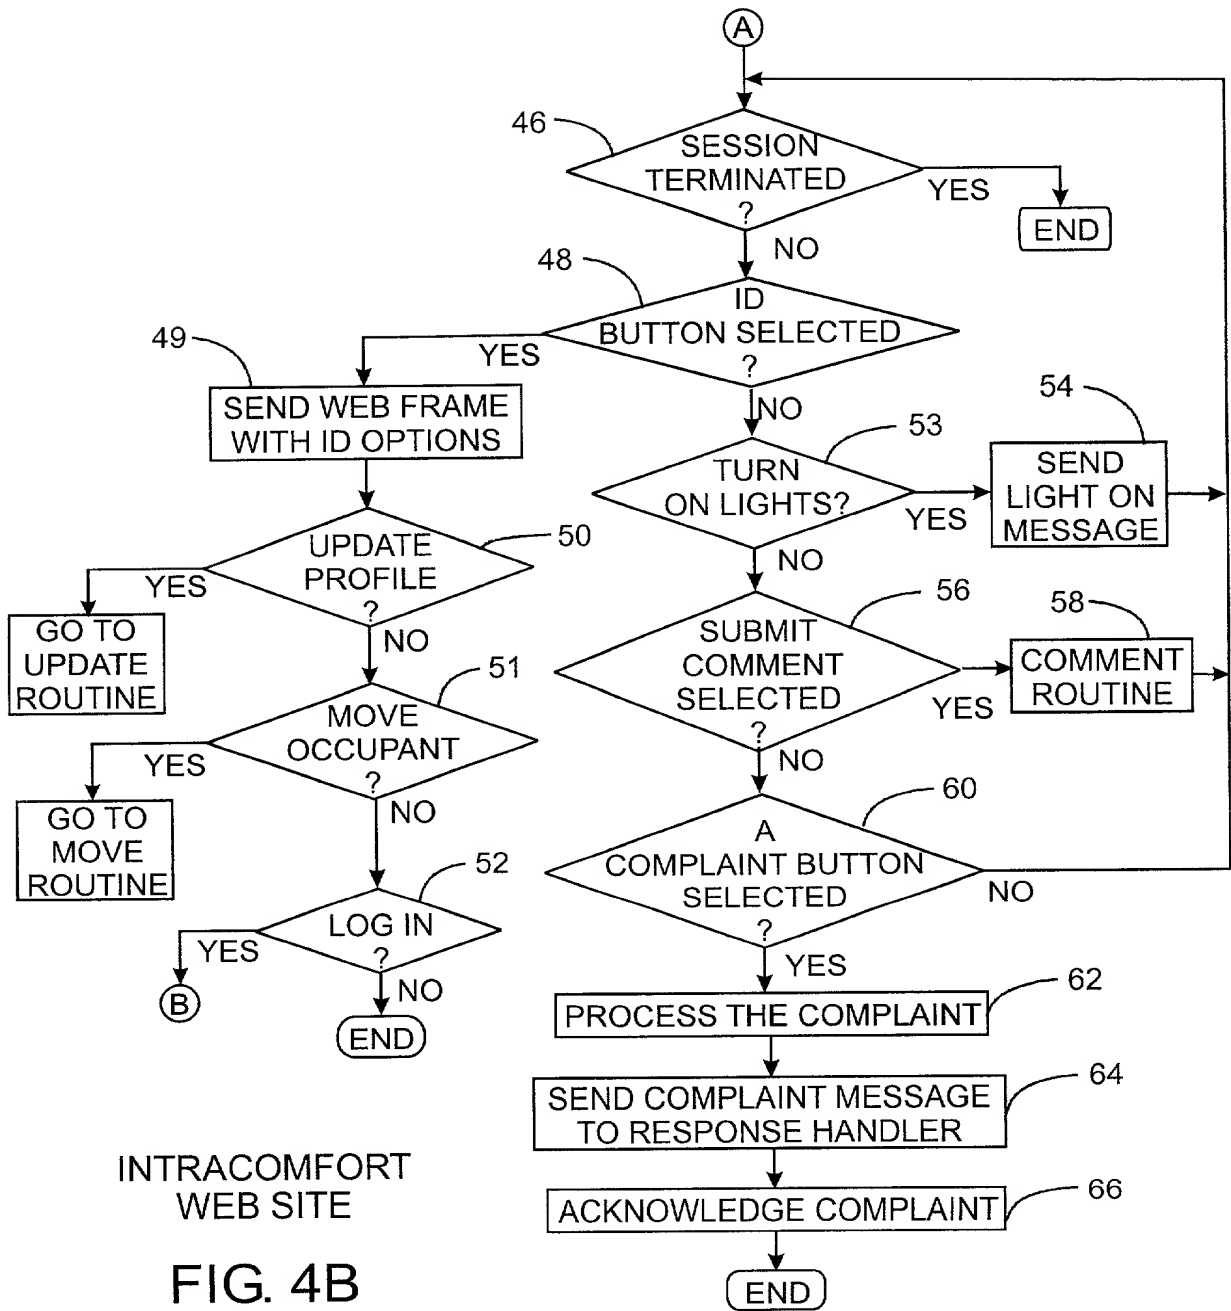 A
46
SESSION
TERMINATED
?
YES
END
NO
48
ID
BUTTON SELECTED
?
YES
NO
49
SEND WEB FRAME
WITH ID OPTIONS
53
TURN
ON LIGHTS?
YES
NO
54
SEND
LIGHT ON
MESSAGE
50
UPDATE
PROFILE
?
YES
NO
GO TO
UPDATE
ROUTINE
56
SUBMIT
COMMENT
SELECTED
?
YES
NO
58
COMMENT
ROUTINE
51
MOVE
OCCUPANT
?
YES
NO
GO TO
MOVE
ROUTINE
60
A
COMPLAINT BUTTON
SELECTED
?
NO
YES
52
LOG IN
?
YES
NO
B
END
62
PROCESS THE COMPLAINT
64
SEND COMPLAINT MESSAGE
TO RESPONSE HANDLER
66
ACKNOWLEDGE COMPLAINT
END
INTRACOMFORT
WEB SITE
FIG. 4B